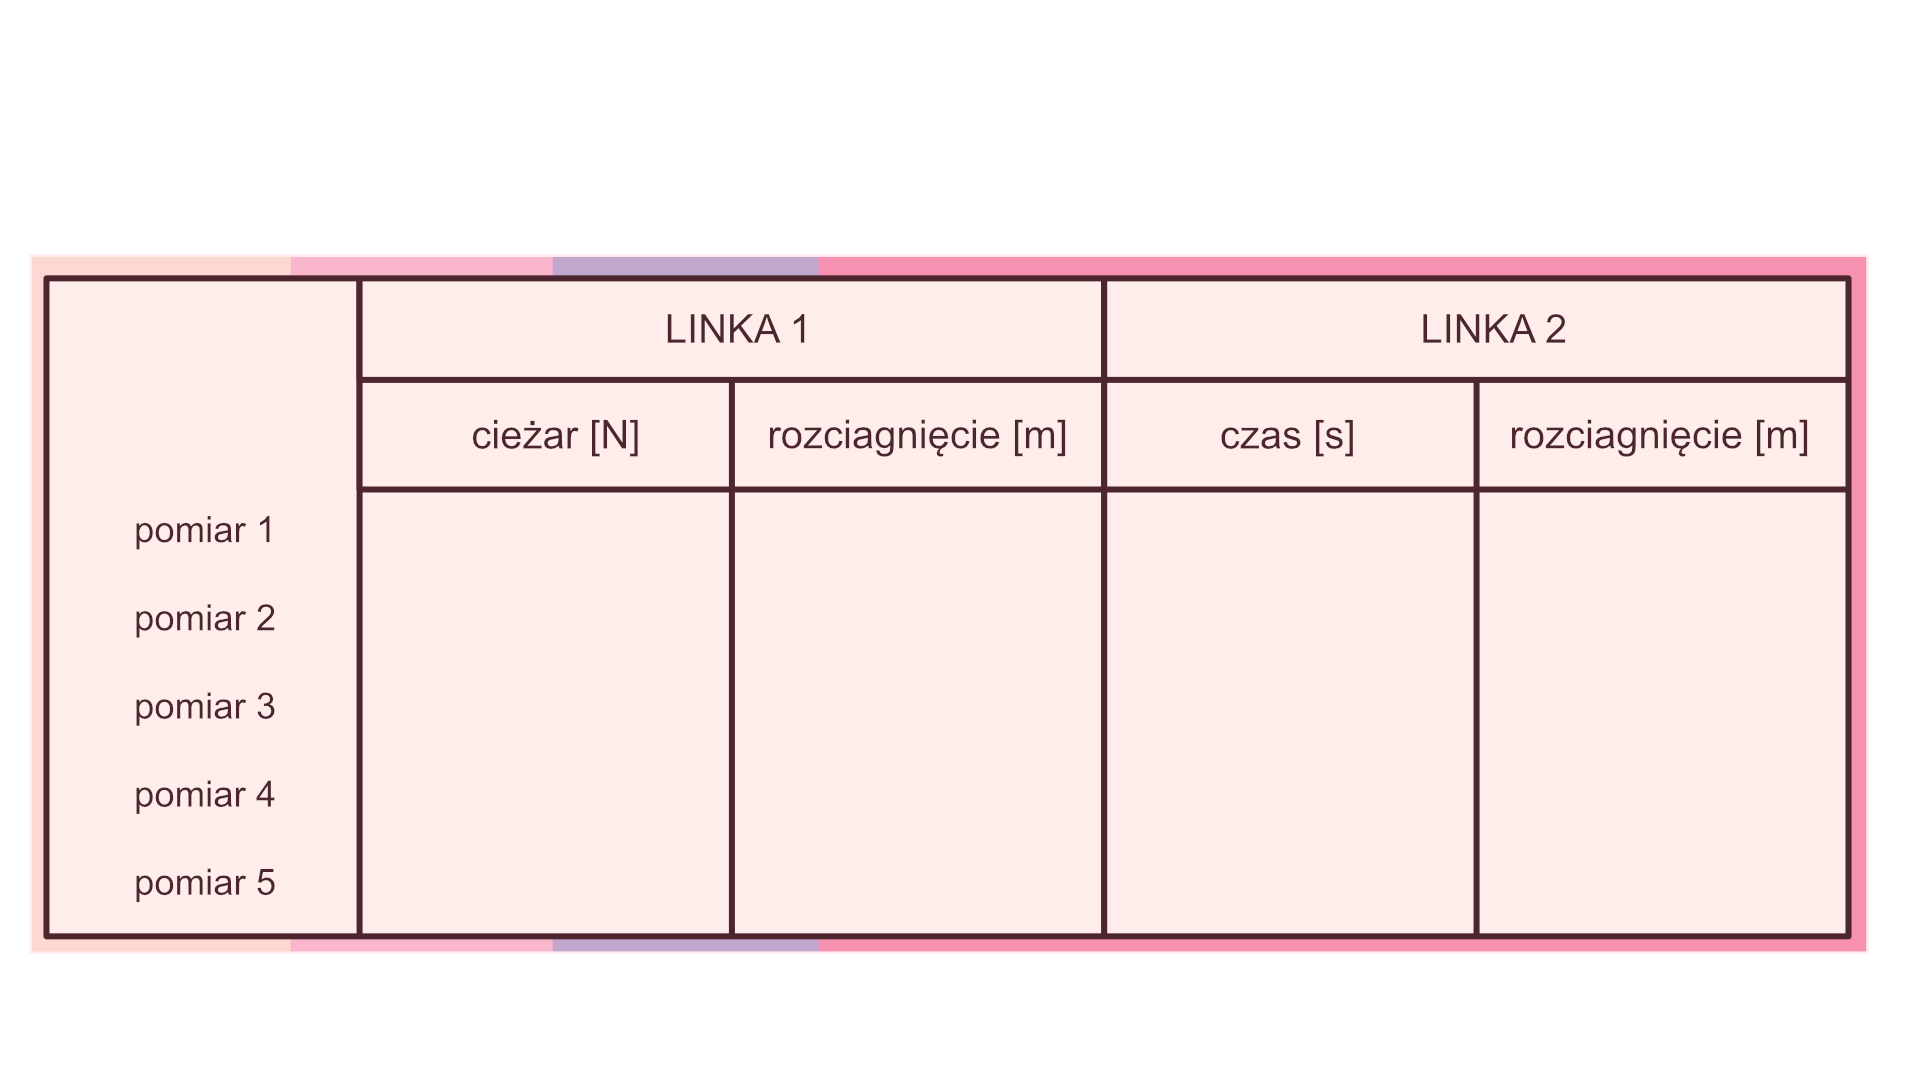 LINKA 1 LINKA 2
cieżar [N] rozciagnięcie [m] czas [s] rozciagnięcie [m]
pomiar 1
pomiar 2
pomiar 3
pomiar 4
pomiar 5